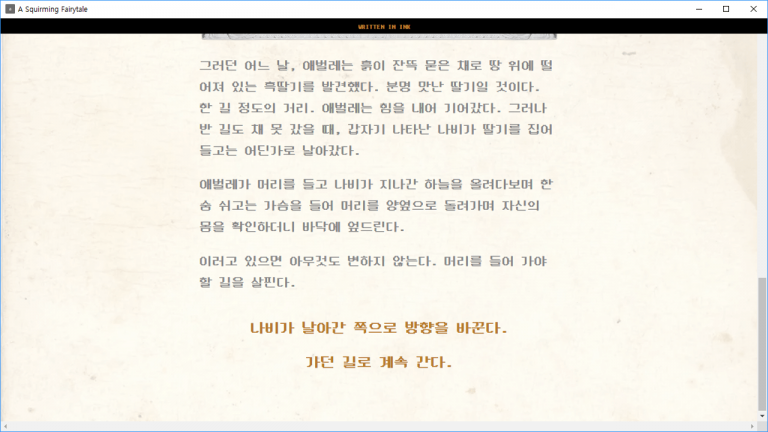 A Squirming Fairytale
WRITTEN IN INK
그러던 어느 날, 애벌레는 흙이 잔뜩 묻은 채로 땅 위에 떨
어져 있는 흑딸기를 발견했다. 분명 맛난 딸기일 것이다.
한 길 정도의 거리. 애벌레는 힘을 내어 기어갔다. 그러나
반 길도 채 못 갔을 때, 갑자기 나타난 나비가 딸기를 집어
들고는 어딘가로 날아갔다.
애벌레가 머리를 들고 나비가 지나간 하늘을 올려다보며 한
숨 쉬고는 가슴을 들어 머리를 양옆으로 돌려가며 자신의
몸을 확인하더니 바닥에 엎드린다.
이러고 있으면 아무것도 변하지 않는다. 머리를 들어 가야
할 길을 살핀다.
나비가 날아간 쪽으로 방향을 바꾼다.
가던 길로 계속 간다.